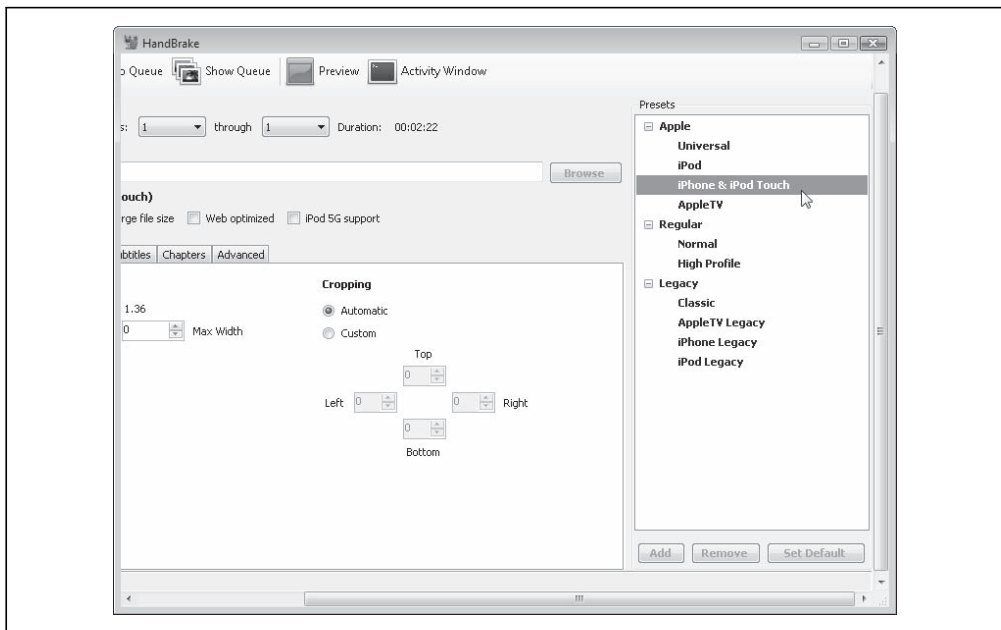 HandBrake
o Queue Show Queue Preview Activity Window
s: 1 through 1 Duration: 00:02:22
Browse
ouch)
rge file size Web optimized iPod 5G support
ubtitles Chapters Advanced
1.36
0 Max Width
Cropping
Automatic
Custom
Top
0
Left 0 0 Right
0
Bottom
Presets
Apple
Universal
iPod
iPhone & iPod Touch
AppleTV
Regular
Normal
High Profile
Legacy
Classic
AppleTV Legacy
iPhone Legacy
iPod Legacy
Add Remove Set Default